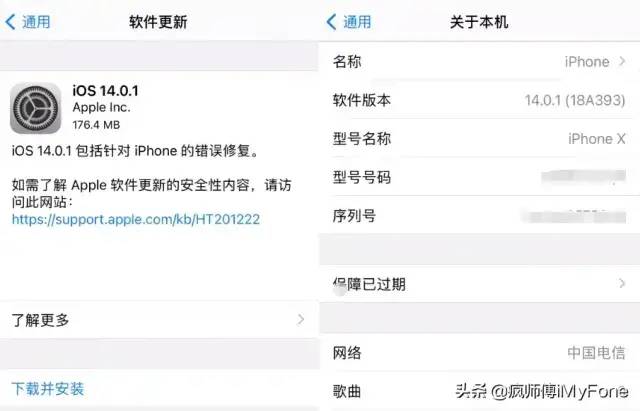 通用
软件更新
iOS 14.0.1
Apple Inc.
176.4 MB
iOS 14.0.1 包括针对 iPhone 的错误修复。
如需了解 Apple 软件更新的安全性内容，请访
问此网站：
https://support.apple.com/kb/HT201222
了解更多
下载并安装
通用
关于本机
名称 iPhone
软件版本 14.0.1 (18A393)
型号名称 iPhone X
型号号码
序列号
保障已过期
网络 中国电信
歌曲
头条 @疯师傅iMyFone